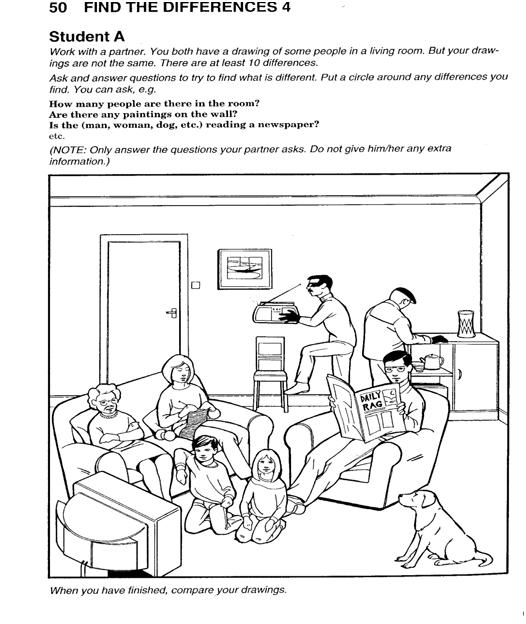 50 FIND THE DIFFERENCES 4
Student A
Work with a partner. You both have a drawing of some people in a living room. But your draw-
ings are not the same. There are at least 10 differences.
Ask and answer questions to try to find what is different. Put a circle around any differences you
find. You can ask, e.g.
How many people are there in the room?
Are there any paintings on the wall?
Is the (man, woman, dog, etc.) reading a newspaper?
etc.
(NOTE: Only answer the questions your partner asks. Do not give him/her any extra
information.)
DAILY
RAG
When you have finished, compare your drawings.